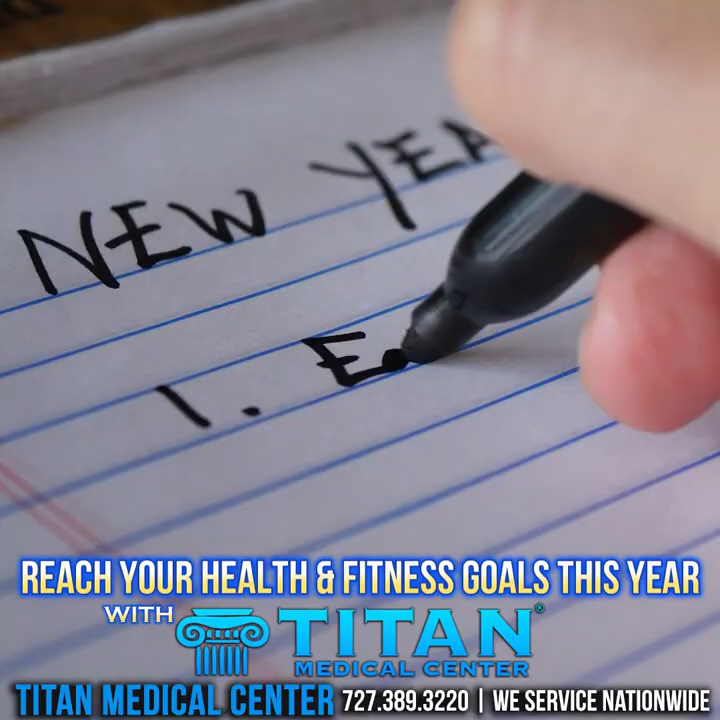 NEW YEA
1. E
REACH YOUR HEALTH & FITNESS GOALS THIS YEAR
WITH TITAN®
MEDICAL CENTER
TITAN MEDICAL CENTER 727.389.3220 | WE SERVICE NATIONWIDE